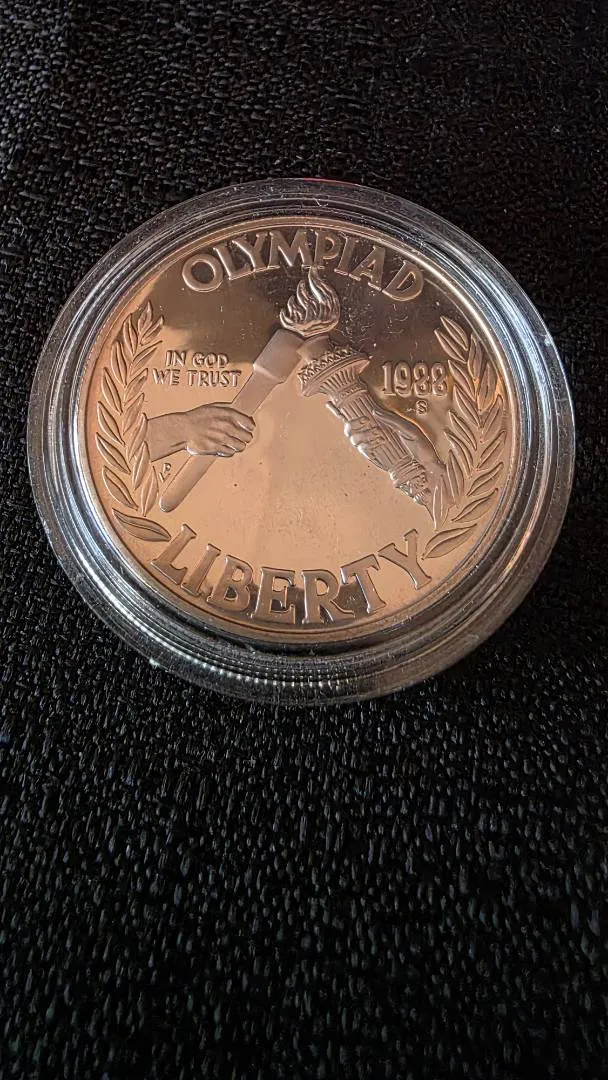 OLYMPIAD
IN GOD
WE TRUST
1988
S
LIBERTY